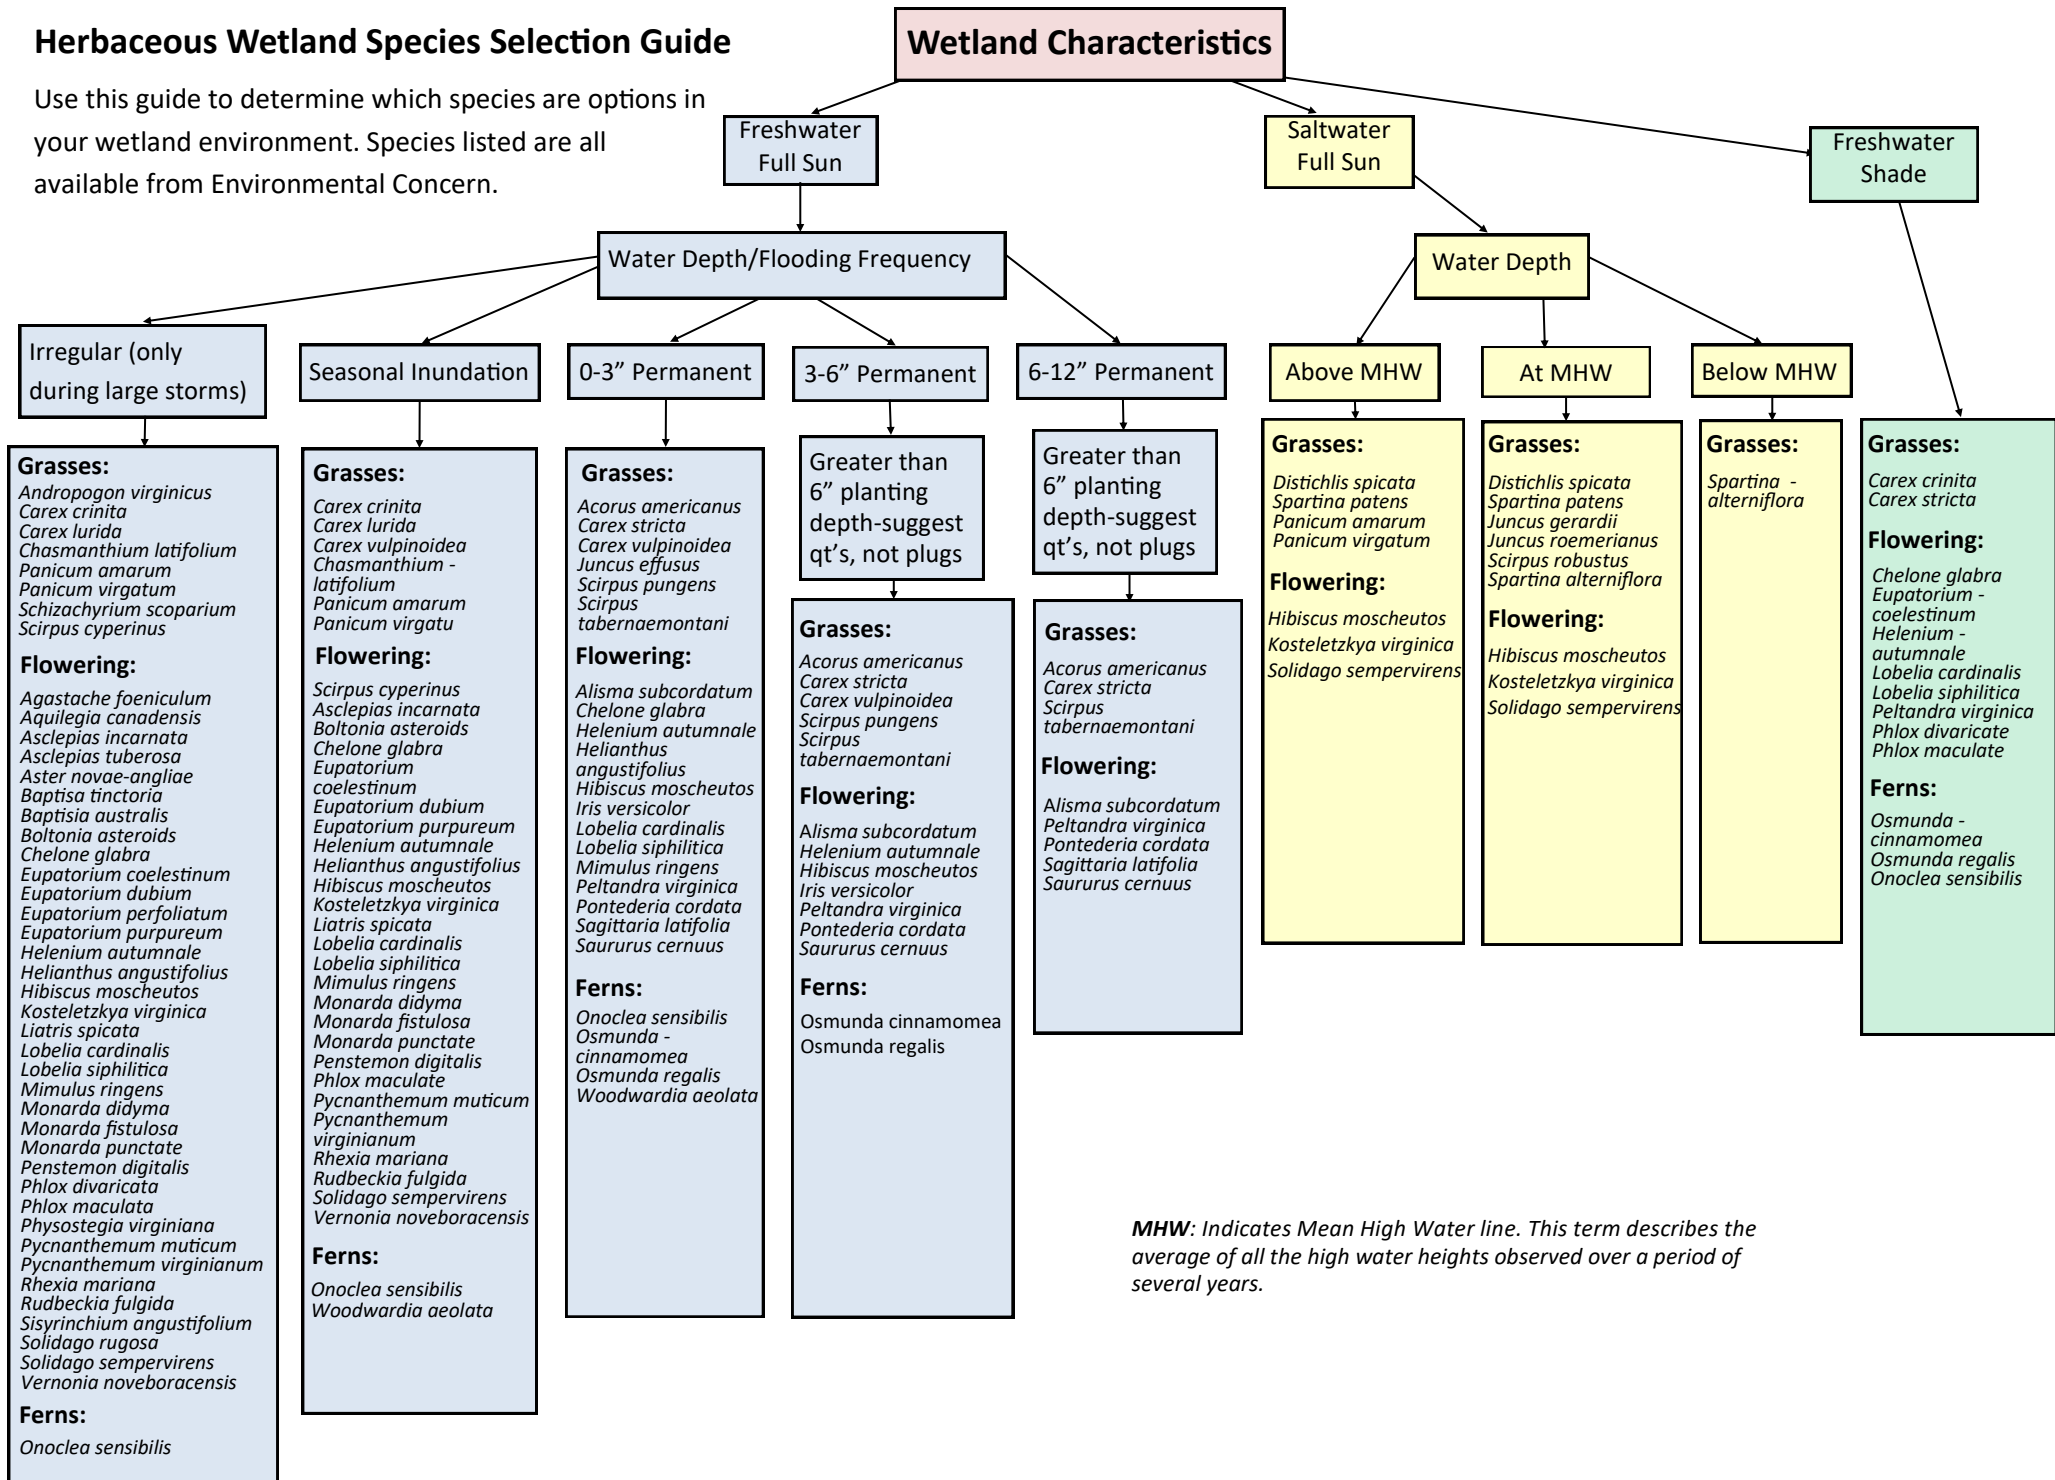 Herbaceous Wetland Species Selection Guide
Use this guide to determine which species are options in
your wetland environment. Species listed are all
available from Environmental Concern.
Wetland Characteristics
Freshwater
Full Sun
Saltwater
Full Sun
Freshwater
Shade
Water Depth/Flooding Frequency
Water Depth
Irregular (only
during large storms)
Seasonal Inundation
0-3” Permanent
3-6” Permanent
6-12” Permanent
Above MHW
At MHW
Below MHW
Grasses:
Andropogon virginicus
Carex crinita
Carex lurida
Chasmanthium latifolium
Panicum amarum
Panicum virgatum
Schizachyrium scoparium
Scirpus cyperinus
Flowering:
Agastache foeniculum
Aquilegia canadensis
Asclepias incarnata
Asclepias tuberosa
Aster novae-angliae
Baptisa tinctoria
Baptisia australis
Boltonia asteroids
Chelone glabra
Eupatorium coelestinum
Eupatorium dubium
Eupatorium perfoliatum
Eupatorium purpureum
Helenium autumnale
Helianthus angustifolius
Hibiscus moscheutos
Kosteletzkya virginica
Liatris spicata
Lobelia cardinalis
Lobelia siphilitica
Mimulus ringens
Monarda didyma
Monarda fistulosa
Monarda punctate
Penstemon digitalis
Phlox divaricata
Phlox maculata
Physostegia virginiana
Pycnanthemum muticum
Pycnanthemum virginianum
Rhexia mariana
Rudbeckia fulgida
Sisyrinchium angustifolium
Solidago rugosa
Solidago sempervirens
Vernonia noveboracensis
Ferns:
Onoclea sensibilis
Grasses:
Carex crinita
Carex lurida
Carex vulpinoidea
Chasmanthium -
latifolium
Panicum amarum
Panicum virgatu
Flowering:
Scirpus cyperinus
Asclepias incarnata
Boltonia asteroids
Chelone glabra
Eupatorium
coelestinum
Eupatorium dubium
Eupatorium purpureum
Helenium autumnale
Helianthus angustifolius
Hibiscus moscheutos
Kosteletzkya virginica
Liatris spicata
Lobelia cardinalis
Lobelia siphilitica
Mimulus ringens
Monarda didyma
Monarda fistulosa
Monarda punctate
Penstemon digitalis
Phlox maculate
Pycnanthemum muticum
Pycnanthemum
virginianum
Rhexia mariana
Rudbeckia fulgida
Solidago sempervirens
Vernonia noveboracensis
Ferns:
Onoclea sensibilis
Woodwardia aeolata
Grasses:
Acorus americanus
Carex stricta
Carex vulpinoidea
Juncus effusus
Scirpus pungens
Scirpus
tabernaemontani
Flowering:
Alisma subcordatum
Chelone glabra
Helenium autumnale
Helianthus
angustifolius
Hibiscus moscheutos
Iris versicolor
Lobelia cardinalis
Lobelia siphilitica
Mimulus ringens
Peltandra virginica
Pontederia cordata
Sagittaria latifolia
Saururus cernuus
Ferns:
Onoclea sensibilis
Osmunda -
cinnamomea
Osmunda regalis
Woodwardia aeolata
Greater than
6” planting
depth-suggest
qt’s, not plugs
Grasses:
Acorus americanus
Carex stricta
Carex vulpinoidea
Scirpus pungens
Scirpus
tabernaemontani
Flowering:
Alisma subcordatum
Helenium autumnale
Hibiscus moscheutos
Iris versicolor
Peltandra virginica
Pontederia cordata
Saururus cernuus
Ferns:
Osmunda cinnamomea
Osmunda regalis
Greater than
6” planting
depth-suggest
qt’s, not plugs
Grasses:
Acorus americanus
Carex stricta
Scirpus
tabernaemontani
Flowering:
Alisma subcordatum
Peltandra virginica
Pontederia cordata
Sagittaria latifolia
Saururus cernuus
Grasses:
Distichlis spicata
Spartina patens
Panicum amarum
Panicum virgatum
Flowering:
Hibiscus moscheutos
Kosteletzkya virginica
Solidago sempervirens
Grasses:
Distichlis spicata
Spartina patens
Juncus gerardii
Juncus roemerianus
Scirpus robustus
Spartina alterniflora
Flowering:
Hibiscus moscheutos
Kosteletzkya virginica
Solidago sempervirens
Grasses:
Spartina -
alterniflora
Grasses:
Carex crinita
Carex stricta
Flowering:
Chelone glabra
Eupatorium -
coelestinum
Helenium -
autumnale
Lobelia cardinalis
Lobelia siphilitica
Peltandra virginica
Phlox divaricate
Phlox maculate
Ferns:
Osmunda -
cinnamomea
Osmunda regalis
Onoclea sensibilis
MHW: Indicates Mean High Water line. This term describes the
average of all the high water heights observed over a period of
several years.